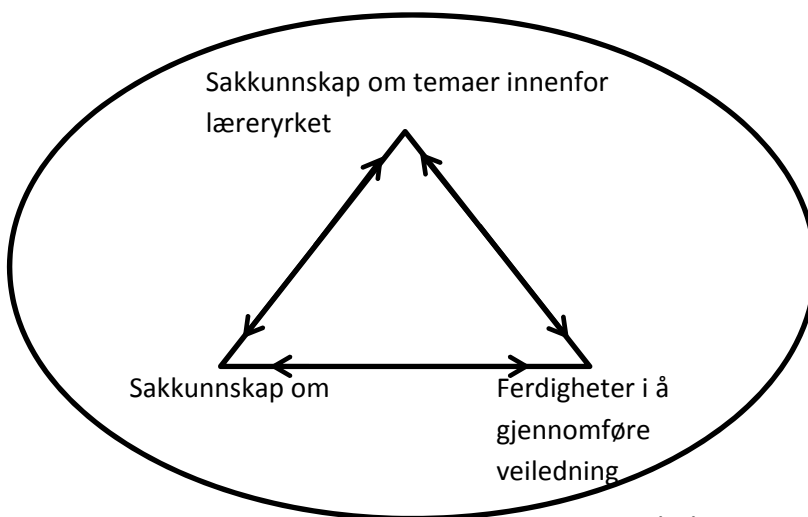 Sakkunnskap om temaer innenfor
læreryrket
Sakkunnskap om
Ferdigheter i å
gjennomføre
veiledning